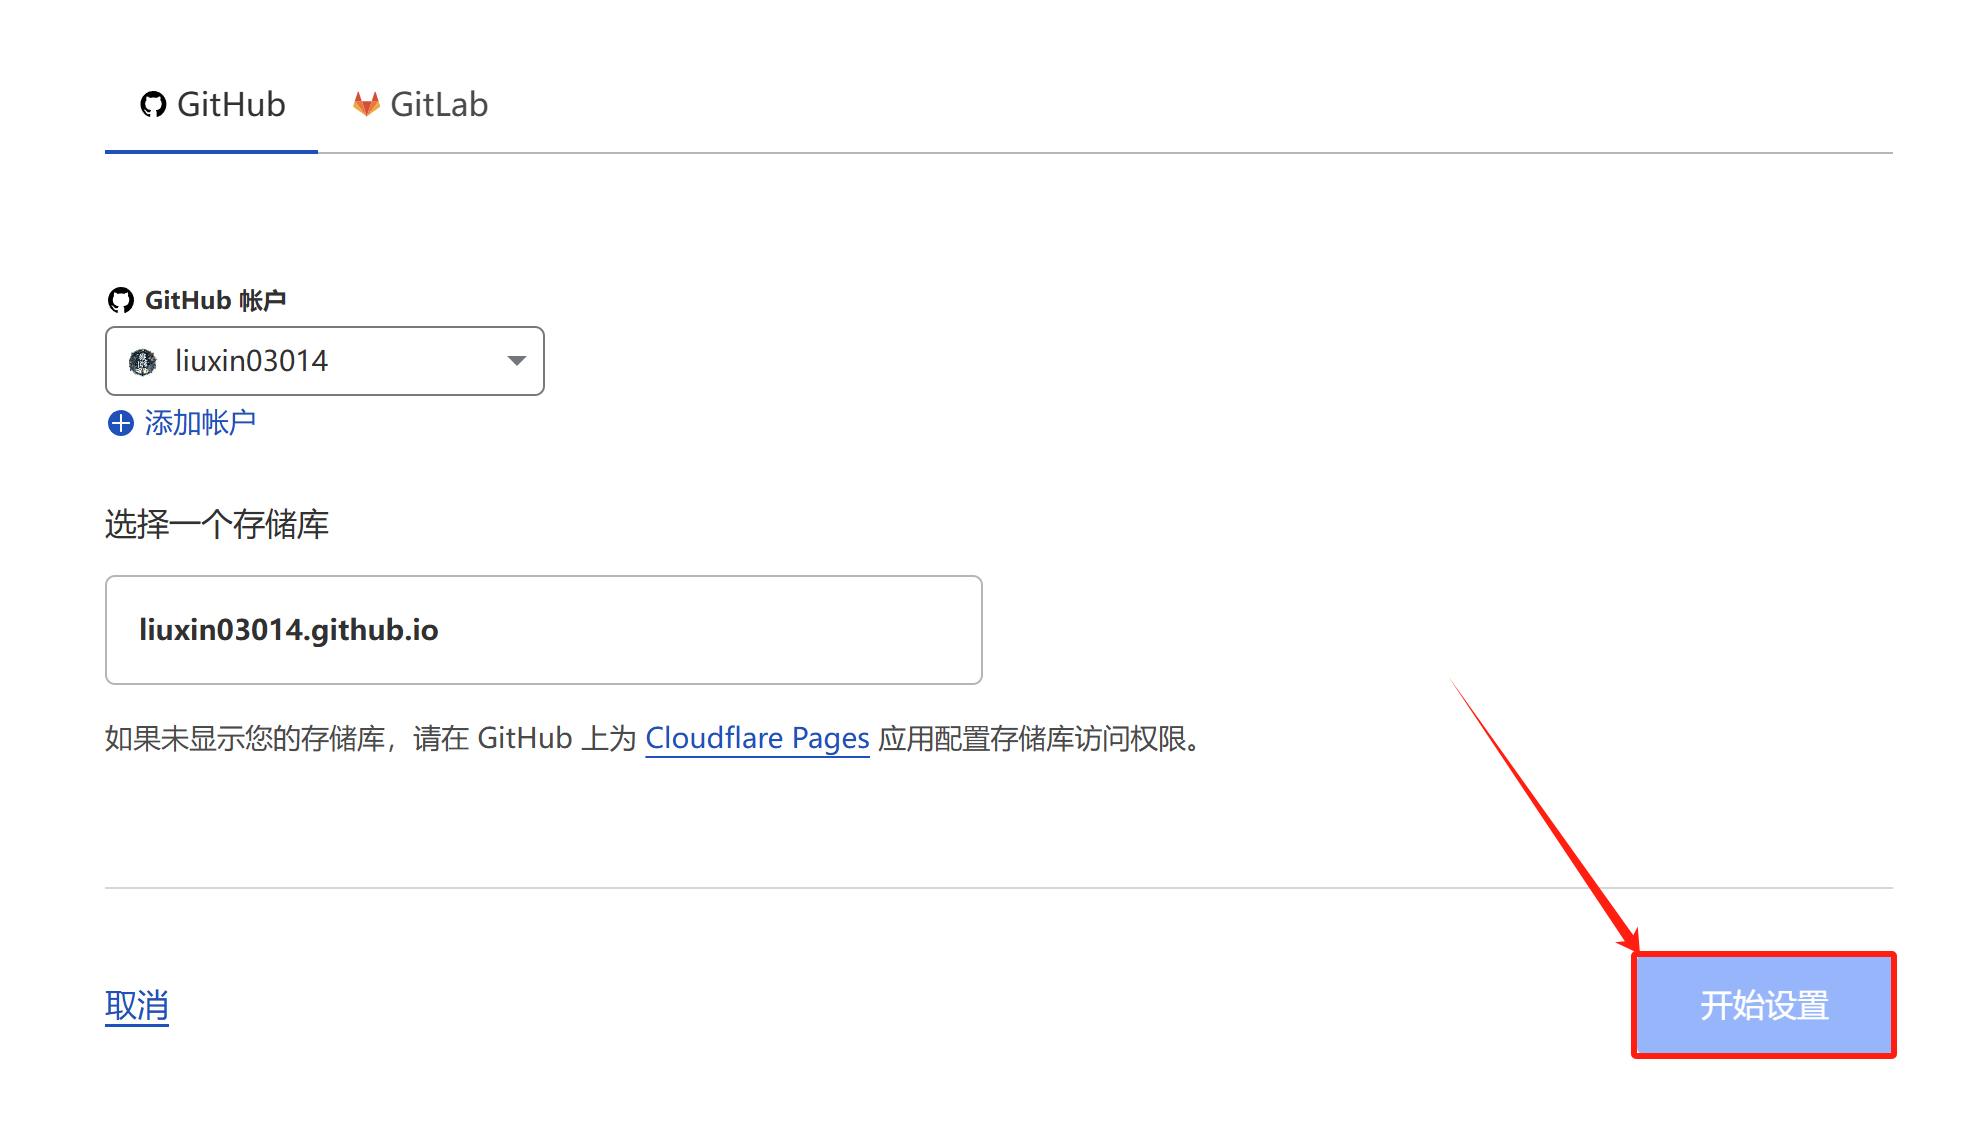 GitHub GitLab
GitHub 帐户
liuxin03014
添加帐户
选择一个存储库
liuxin03014.github.io
如果未显示您的存储库，请在 GitHub 上为 Cloudflare Pages 应用配置存储库访问权限。
取消 开始设置